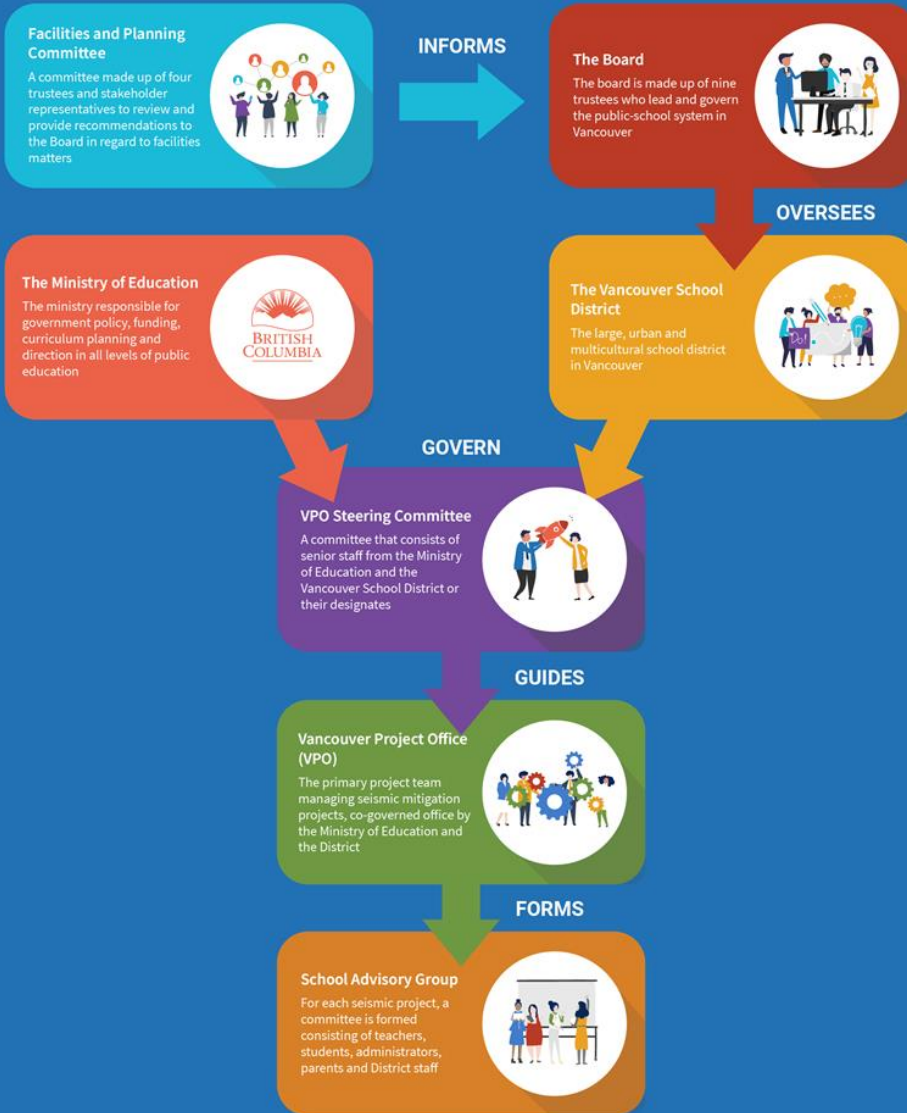 Facilities and Planning
Committee
A committee made up of four
trustees and stakeholder
representatives to review and
provide recommendations to
the Board in regard to facilities
matters
INFORMS
The Board
The board is made up of nine
trustees who lead and govern
the public-school system in
Vancouver
OVERSEES
The Ministry of Education
The ministry responsible for
government policy, funding,
curriculum planning and
direction in all levels of public
education
BRITISH
COLUMBIA
The Vancouver School
District
The large, urban and
multicultural school district
in Vancouver
Do!
GOVERN
VPO Steering Committee
A committee that consists of
senior staff from the Ministry
of Education and the
Vancouver School District or
their designates
GUIDES
Vancouver Project Office
(VPO)
The primary project team
managing seismic mitigation
projects, co-governed office by
the Ministry of Education and
the District
FORMS
School Advisory Group
For each seismic project, a
committee is formed
consisting of teachers,
students, administrators,
parents and District staff